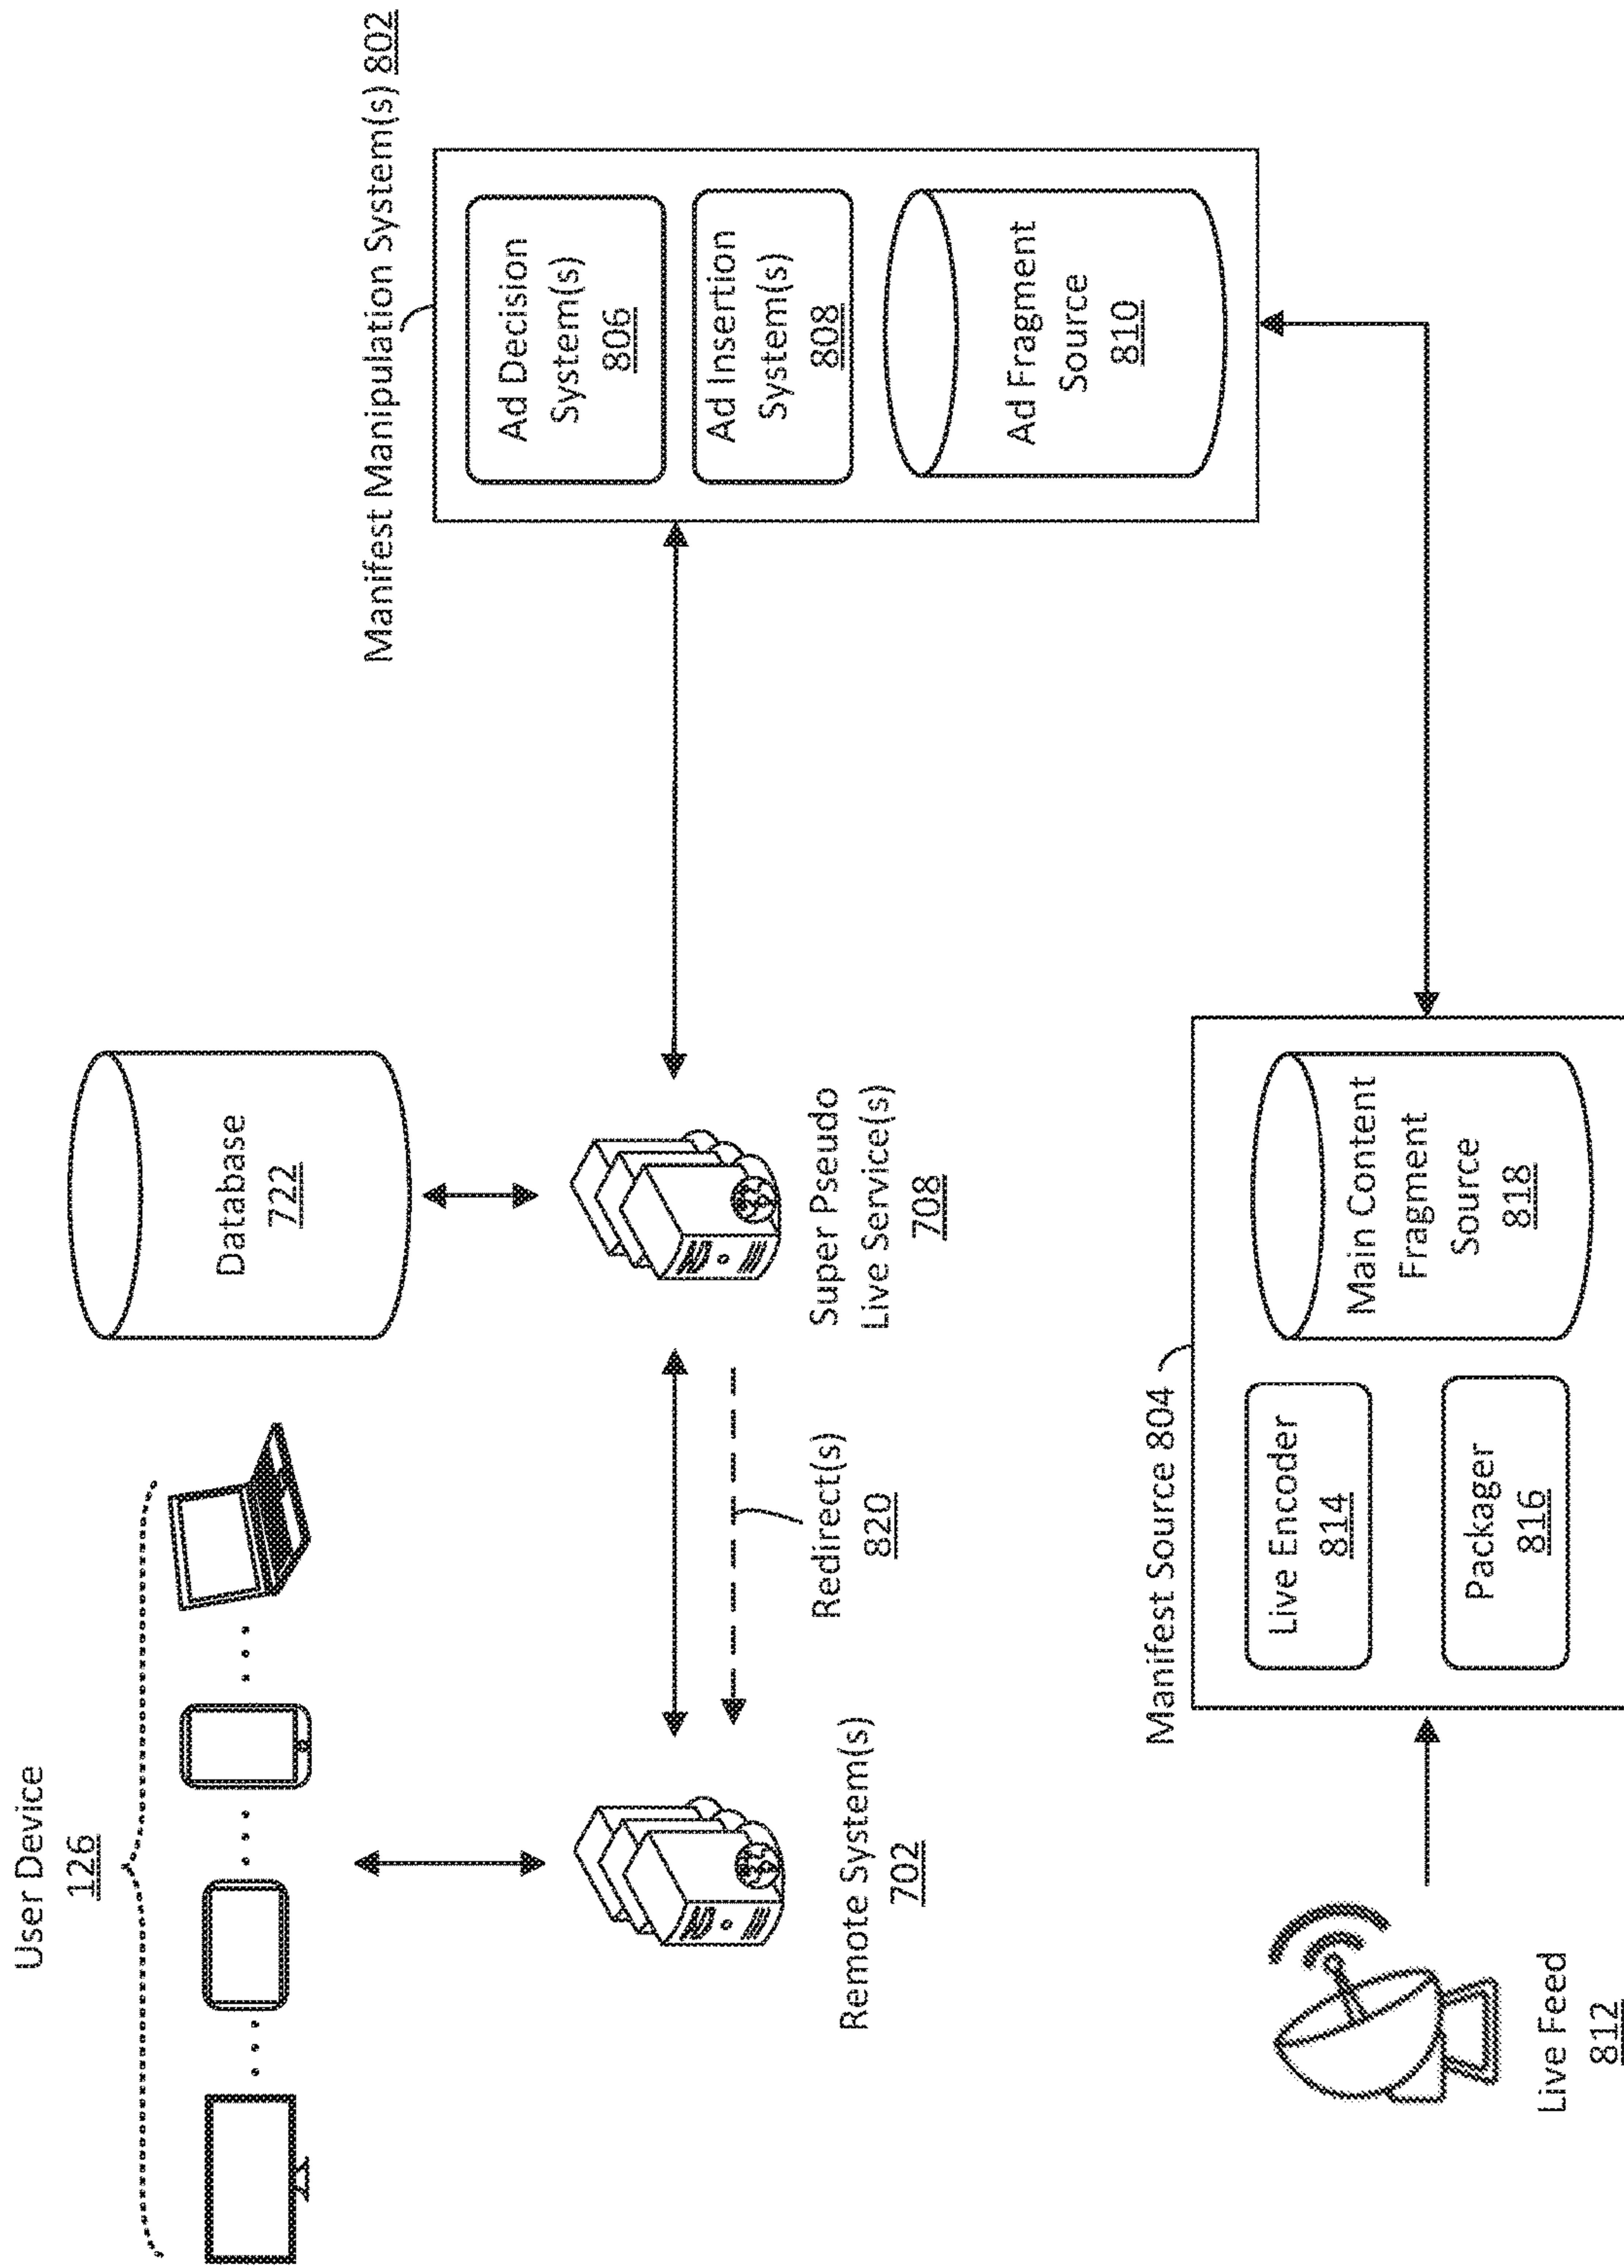 User Device
126
Database
722
Remote System(s)
702
Redirect(s)
820
Super Pseudo
Live Service(s)
708
Manifest Manipulation System(s) 802
Ad Decision
System(s)
806
Ad Insertion
System(s)
808
Ad Fragment
Source
810
Live Feed
812
Manifest Source 804
Live Encoder
814
Packager
816
Main Content
Fragment
Source
818